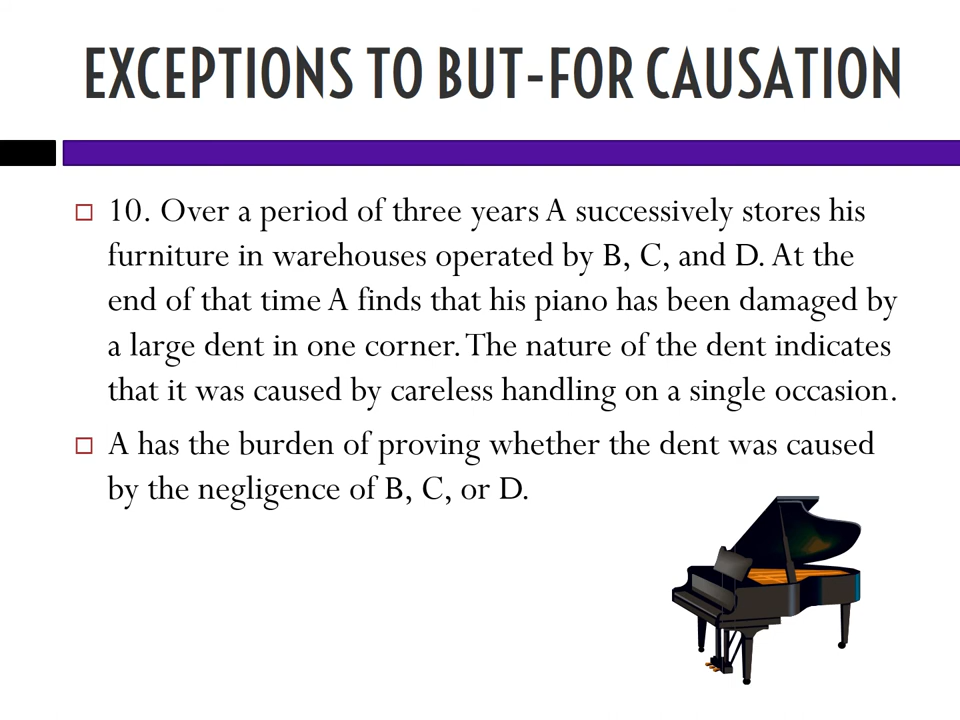 EXCEPTIONS TO BUT-FOR CAUSATION
10. Over a period of three years A successively stores his
furniture in warehouses operated by B, C, and D. At the
end of that time A finds that his piano has been damaged by
a large dent in one corner. The nature of the dent indicates
that it was caused by careless handling on a single occasion.
A has the burden of proving whether the dent was caused
by the negligence of B, C, or D.